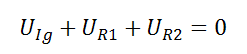 U_{Ig} + U_{R1} + U_{R2} = 0